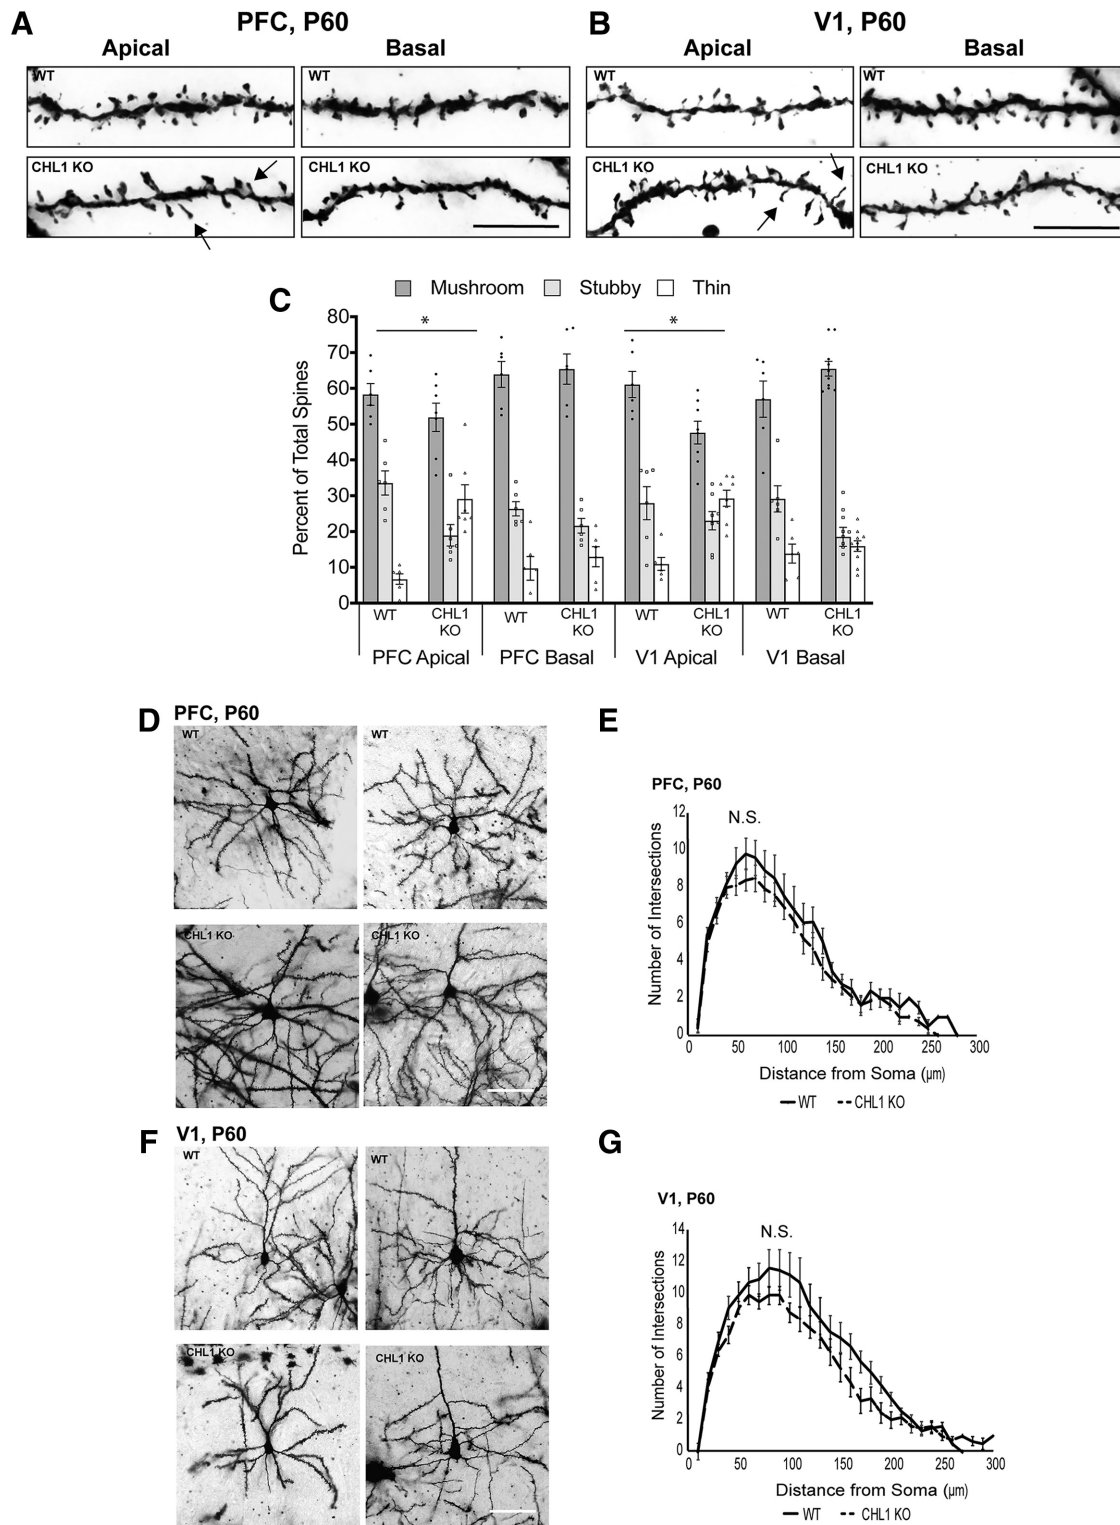 A
PFC, P60
Apical
Basal
WT
WT
CHL1 KO
CHL1 KO
B
V1, P60
Apical
Basal
WT
WT
CHL1 KO
CHL1 KO
C
Mushroom
Stubby
Thin
Percent of Total Spines
80
70
60
50
40
30
20
10
0
*
*
WT
CHL1
KO
WT
CHL1
KO
WT
CHL1
KO
WT
CHL1
KO
PFC Apical
PFC Basal
V1 Apical
V1 Basal
D
PFC, P60
WT
WT
CHL1 KO
CHL1 KO
E
PFC, P60
N.S.
Number of Intersections
12
10
8
6
4
2
0
0 50 100 150 200 250 300
Distance from Soma (µm)
WT CHL1 KO
F
V1, P60
WT
WT
CHL1 KO
CHL1 KO
G
V1, P60
N.S.
Number of Intersections
14
12
10
8
6
4
2
0
0 50 100 150 200 250 300
Distance from Soma (µm)
WT CHL1 KO